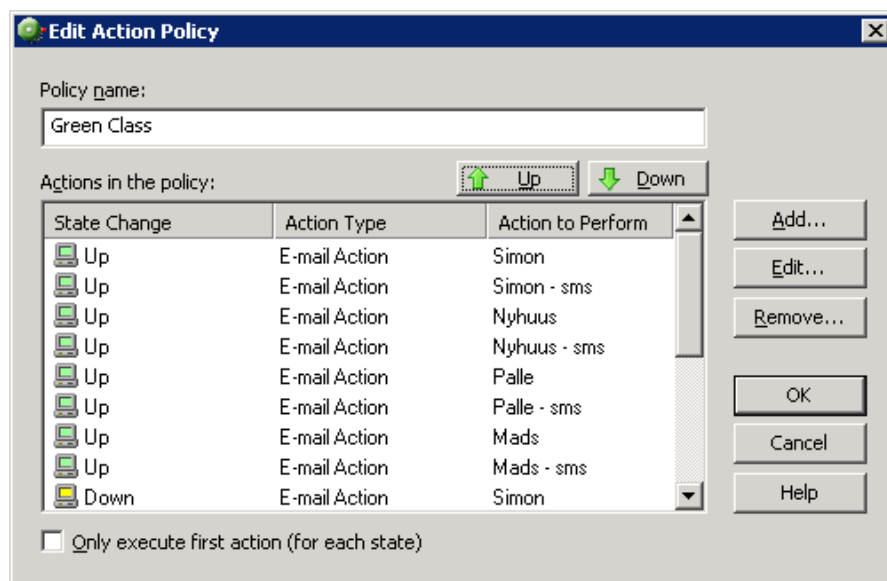 Edit Action Policy
Policy name:
Green Class
Actions in the policy:
Up
Down
State Change Action Type Action to Perform
Up E-mail Action Simon
Up E-mail Action Simon - sms
Up E-mail Action Nyhuus
Up E-mail Action Nyhuus - sms
Up E-mail Action Palle
Up E-mail Action Palle - sms
Up E-mail Action Mads
Up E-mail Action Mads - sms
Down E-mail Action Simon
Add...
Edit...
Remove...
OK
Cancel
Help
Only execute first action (for each state)